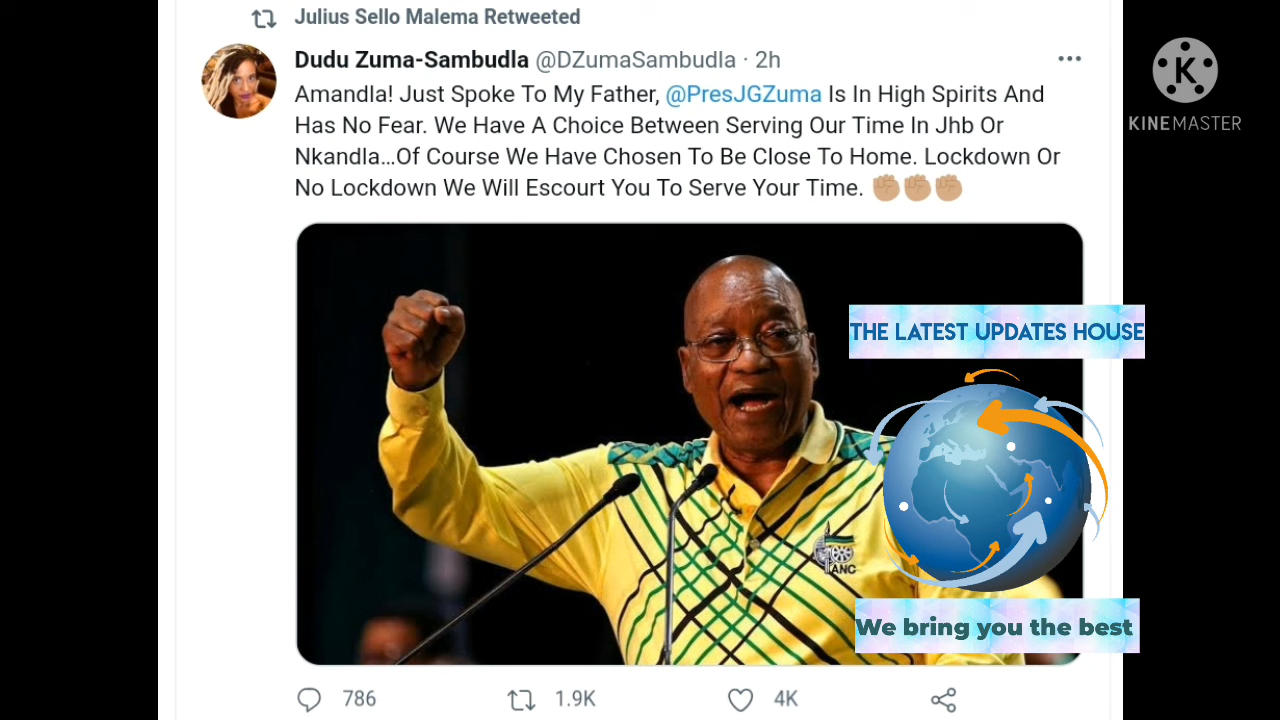 Julius Sello Malema Retweeted
Dudu Zuma-Sambudla @DZumaSambudla · 2h
Amandla! Just Spoke To My Father, @PresJGZuma Is In High Spirits And
Has No Fear. We Have A Choice Between Serving Our Time In Jhb Or
Nkandla...Of Course We Have Chosen To Be Close To Home. Lockdown Or
No Lockdown We Will Escourt You To Serve Your Time. ✊🏽✊🏽✊🏽
K
KINEMASTER
THE LATEST UPDATES HOUSE
ANC
We bring you the best
786 1.9K 4K